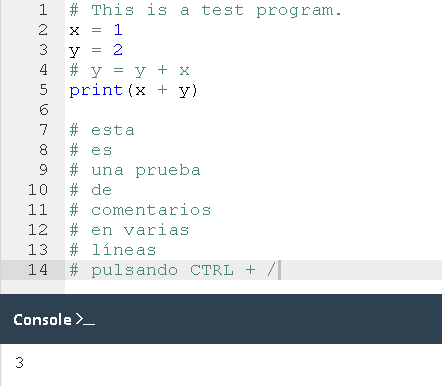 1 # This is a test program.
2 x = 1
3 y = 2
4 # y = y + x
5 print(x + y)
6
7 # esta
8 # es
9 # una prueba
10 # de
11 # comentarios
12 # en varias
13 # líneas
14 # pulsando CTRL + /
Console >_
3